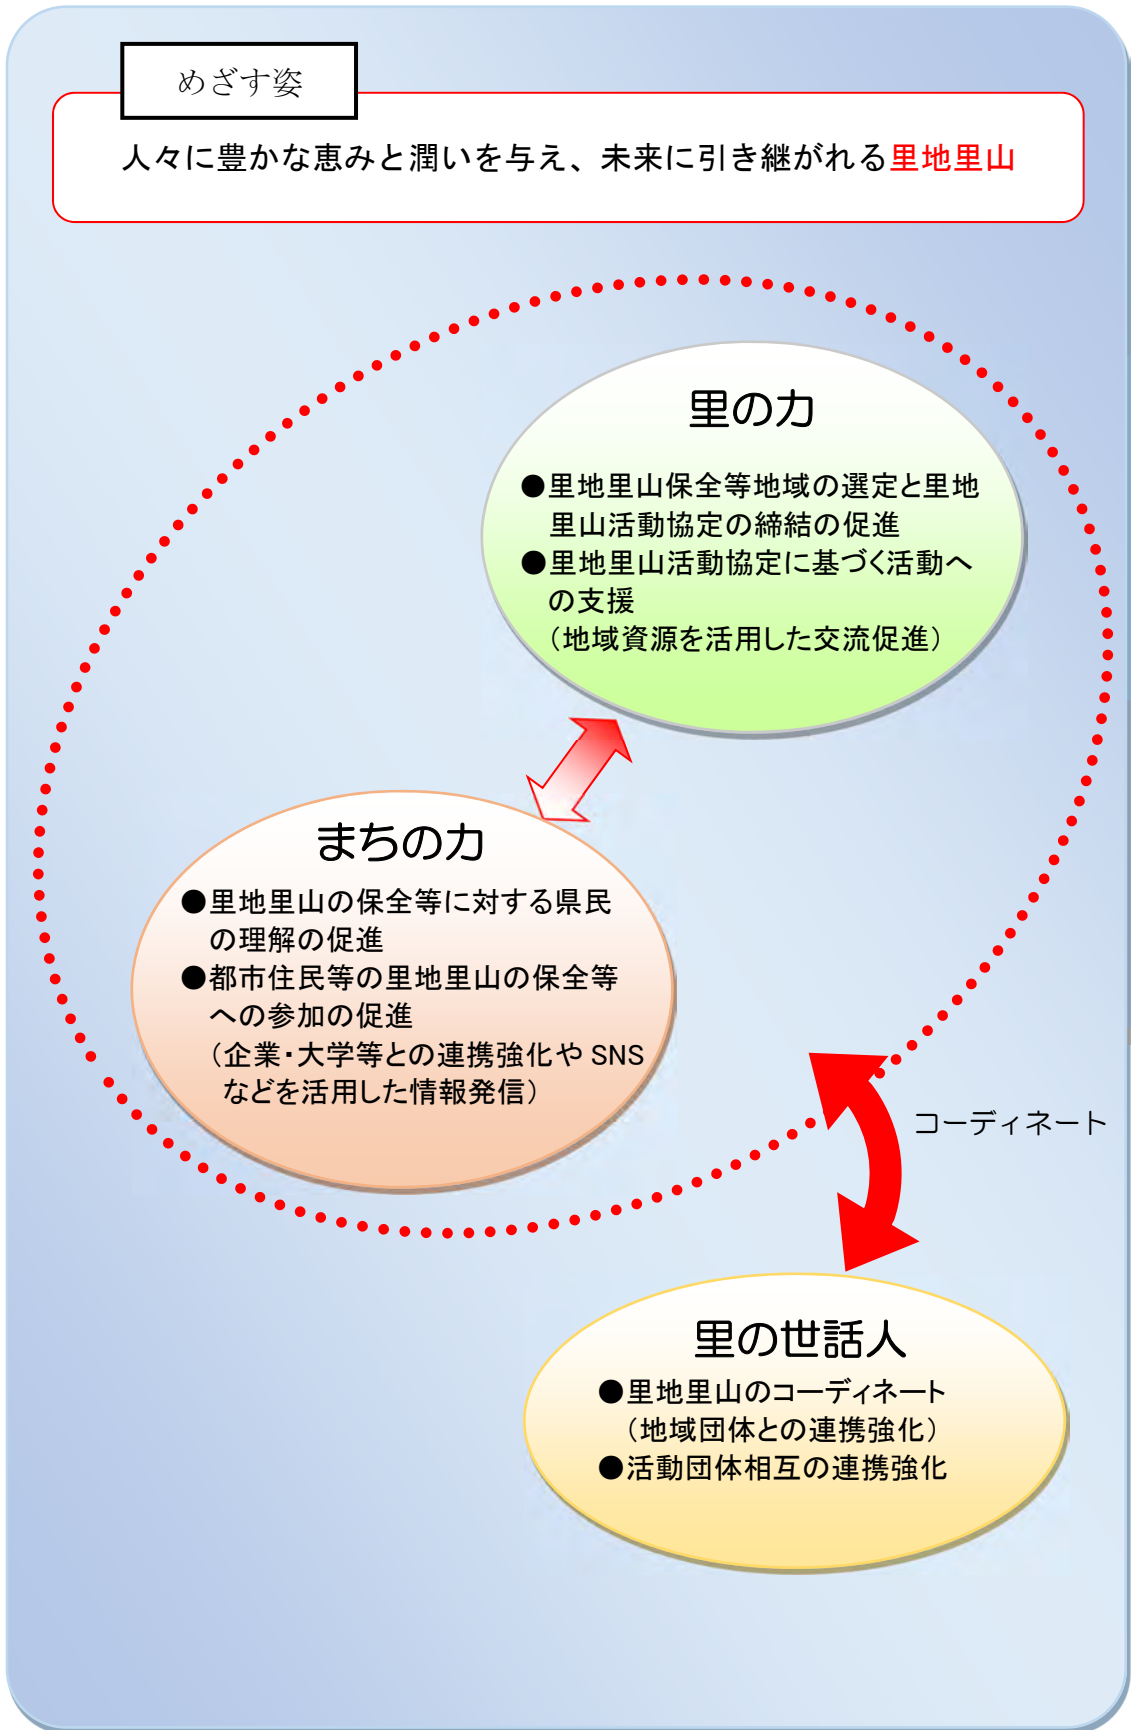 めざす姿
人々に豊かな恵みと潤いを与え、未来に引き継がれる里地里山
里の力
●里地里山保全等地域の選定と里地
里山活動協定の締結の促進
●里地里山活動協定に基づく活動へ
の支援
（地域資源を活用した交流促進）
まちの力
●里地里山の保全等に対する県民
の理解の促進
●都市住民等の里地里山の保全等
への参加の促進
（企業・大学等との連携強化や SNS
などを活用した情報発信）
コーディネート
里の世話人
●里地里山のコーディネート
（地域団体との連携強化）
●活動団体相互の連携強化